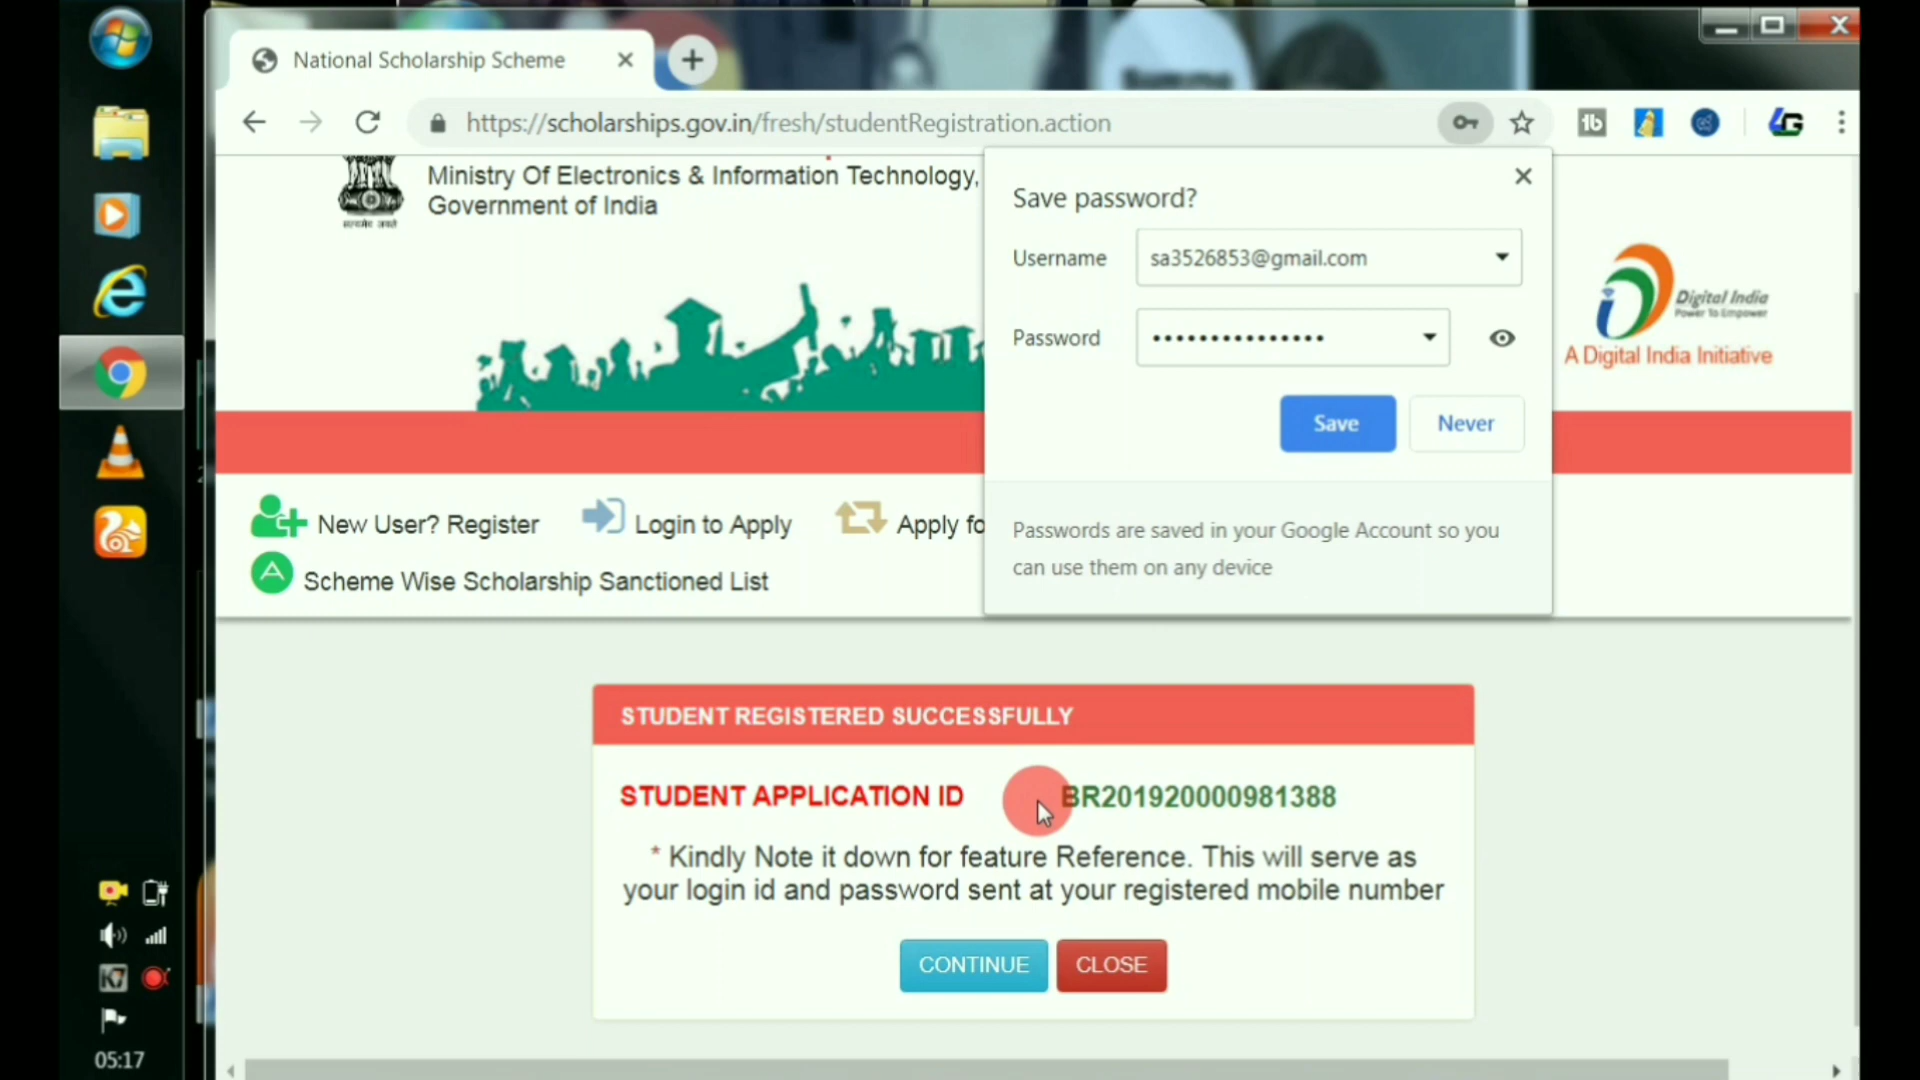 National Scholarship Scheme
https://scholarships.gov.in/fresh/studentRegistration.action
Ministry Of Electronics & Information Technology,
Government of India
सत्यमेव जयते
Save password?
Username
sa3526853@gmail.com
Password
•••••••••••••••
Save
Never
Passwords are saved in your Google Account so you
can use them on any device
Digital India
Power To Empower
A Digital India Initiative
New User? Register
Login to Apply
Apply fo
Scheme Wise Scholarship Sanctioned List
STUDENT REGISTERED SUCCESSFULLY
STUDENT APPLICATION ID
BR201920000981388
* Kindly Note it down for feature Reference. This will serve as
your login id and password sent at your registered mobile number
CONTINUE
CLOSE
05:17